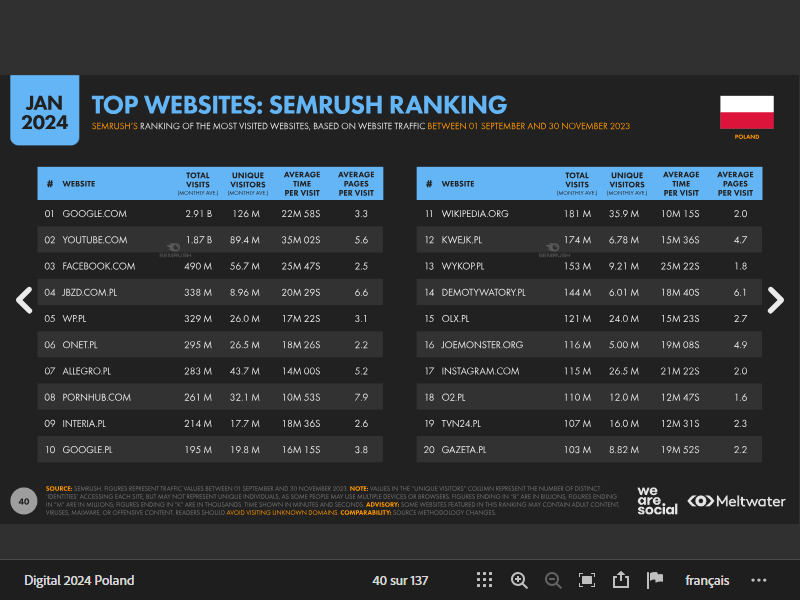 JAN
2024
TOP WEBSITES: SEMRUSH RANKING
SEMRUSH'S RANKING OF THE MOST VISITED WEBSITES, BASED ON WEBSITE TRAFFIC BETWEEN 01 SEPTEMBER AND 30 NOVEMBER 2023
POLAND
# WEBSITE TOTAL VISITS (MONTHLY AVE.) UNIQUE VISITORS (MONTHLY AVE.) AVERAGE TIME PER VISIT AVERAGE PAGES PER VISIT
01 GOOGLE.COM 2.91 B 126 M 22M 58S 3.3
02 YOUTUBE.COM 1.87 B 89.4 M 35M 02S 5.6
03 FACEBOOK.COM 490 M 56.7 M 25M 47S 2.5
04 JBZD.COM.PL 338 M 8.96 M 20M 29S 6.6
05 WP.PL 329 M 26.0 M 17M 22S 3.1
06 ONET.PL 295 M 26.5 M 18M 26S 2.2
07 ALLEGRO.PL 283 M 43.7 M 14M 00S 5.2
08 PORNHUB.COM 261 M 32.1 M 10M 53S 7.9
09 INTERIA.PL 214 M 17.7 M 18M 36S 2.6
10 GOOGLE.PL 195 M 19.8 M 16M 15S 3.8
SEMRUSH
# WEBSITE TOTAL VISITS (MONTHLY AVE.) UNIQUE VISITORS (MONTHLY AVE.) AVERAGE TIME PER VISIT AVERAGE PAGES PER VISIT
11 WIKIPEDIA.ORG 181 M 35.9 M 10M 15S 2.0
12 KWEJK.PL 174 M 6.78 M 15M 36S 4.7
13 WYKOP.PL 153 M 9.21 M 25M 22S 1.8
14 DEMOTYWATORY.PL 144 M 6.01 M 18M 40S 6.1
15 OLX.PL 121 M 24.0 M 15M 23S 2.7
16 JOEMONSTER.ORG 116 M 5.00 M 19M 08S 4.9
17 INSTAGRAM.COM 115 M 26.5 M 21M 22S 2.0
18 O2.PL 110 M 12.0 M 12M 47S 1.6
19 TVN24.PL 107 M 16.0 M 12M 31S 2.3
20 GAZETA.PL 103 M 8.82 M 19M 52S 2.2
SEMRUSH
40
SOURCE: SEMRUSH. FIGURES REPRESENT TRAFFIC VALUES BETWEEN 01 SEPTEMBER AND 30 NOVEMBER 2023. NOTE: VALUES IN THE "UNIQUE VISITORS" COLUMN REPRESENT THE NUMBER OF DISTINCT
"IDENTITIES" ACCESSING EACH SITE, BUT MAY NOT REPRESENT UNIQUE INDIVIDUALS, AS SOME PEOPLE MAY USE MULTIPLE DEVICES OR BROWSERS. FIGURES ENDING IN "B" ARE IN BILLIONS, FIGURES ENDING
IN "M" ARE IN MILLIONS, FIGURES ENDING IN "K" ARE IN THOUSANDS. TIME SHOWN IN MINUTES AND SECONDS. ADVISORY: SOME WEBSITES FEATURED IN THIS RANKING MAY CONTAIN ADULT CONTENT,
VIRUSES, MALWARE, OR OFFENSIVE CONTENT. READERS SHOULD AVOID VISITING UNKNOWN DOMAINS. COMPARABILITY: SOURCE METHODOLOGY CHANGES.
we
are.
social
Meltwater
Digital 2024 Poland
40 sur 137
français